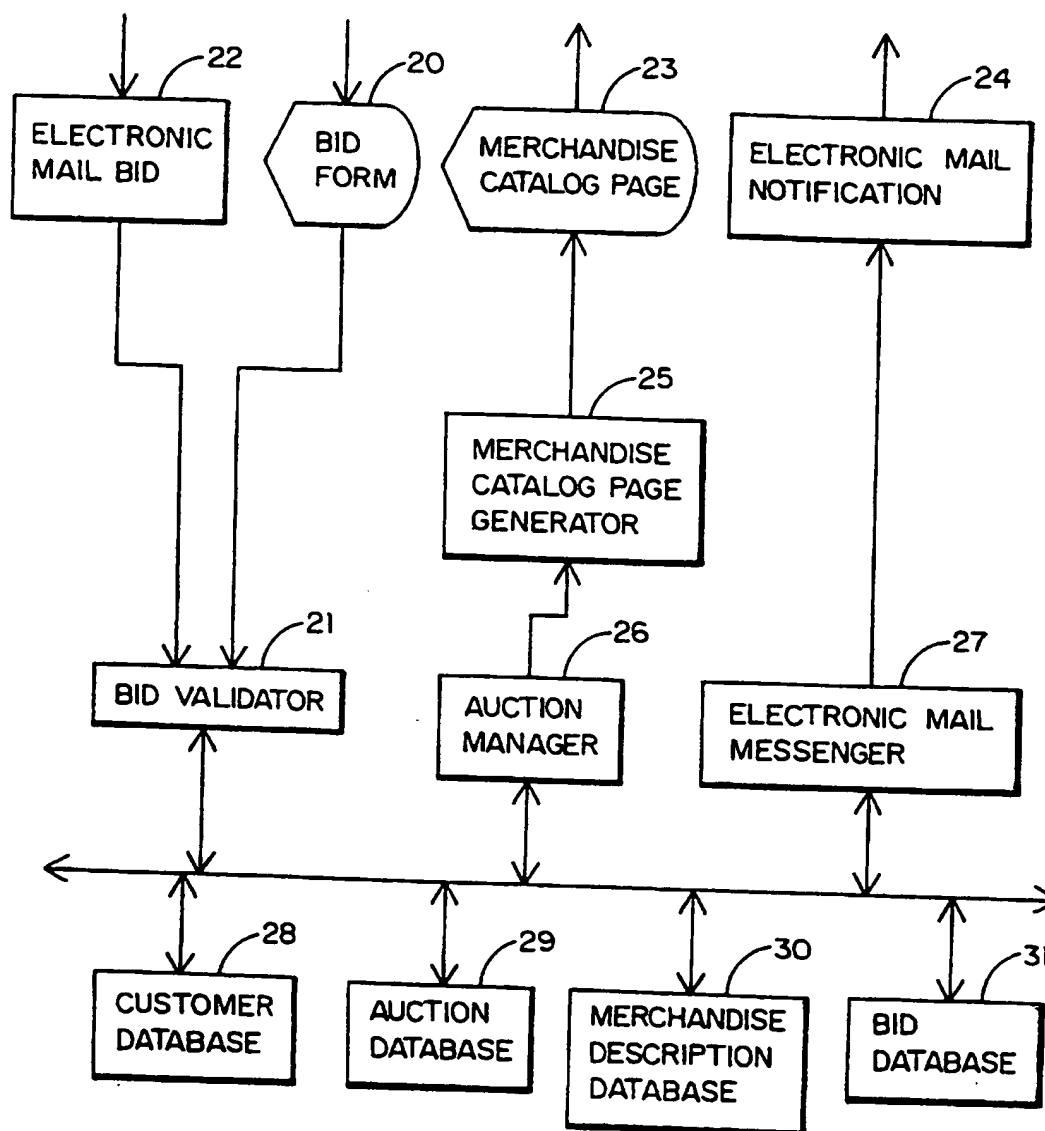 22
20
23
24
ELECTRONIC
MAIL BID
BID
FORM
MERCHANDISE
CATALOG PAGE
ELECTRONIC MAIL
NOTIFICATION
25
MERCHANDISE
CATALOG PAGE
GENERATOR
21
26
27
BID VALIDATOR
AUCTION
MANAGER
ELECTRONIC MAIL
MESSENGER
28
29
30
31
CUSTOMER
DATABASE
AUCTION
DATABASE
MERCHANDISE
DESCRIPTION
DATABASE
BID
DATABASE